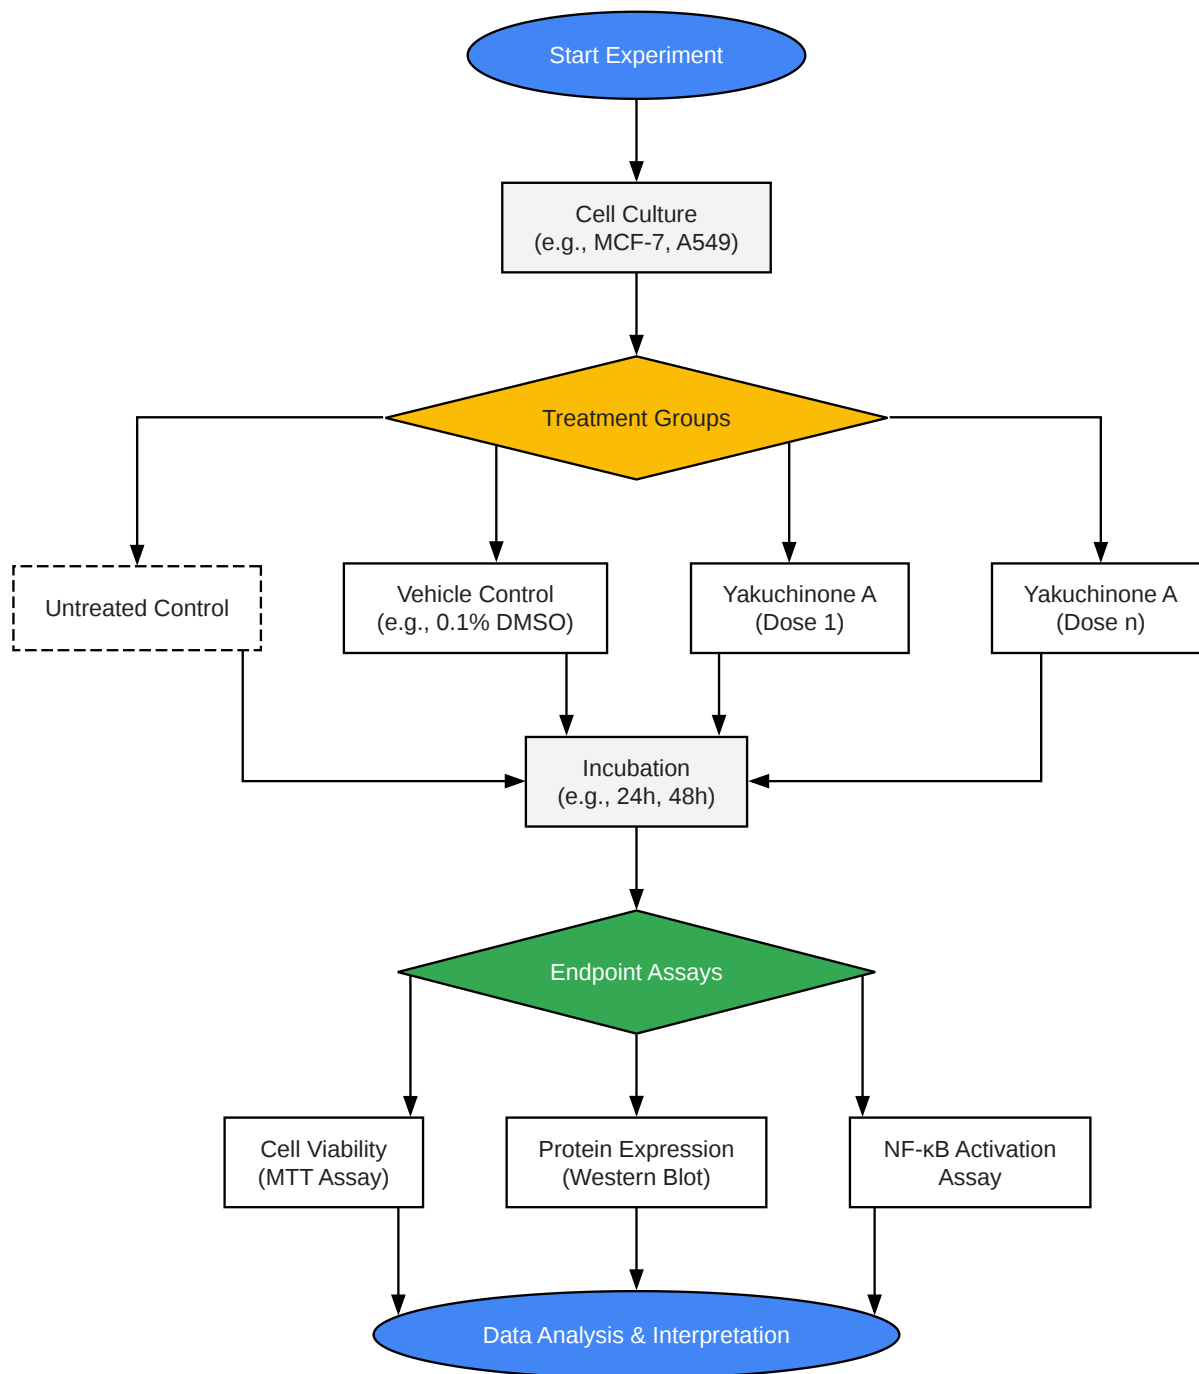 Start Experiment
Cell Culture
(e.g., MCF-7, A549)
Treatment Groups
Untreated Control
Vehicle Control
(e.g., 0.1% DMSO)
Yakuchinone A
(Dose 1)
Yakuchinone A
(Dose n)
Incubation
(e.g., 24h, 48h)
Endpoint Assays
Cell Viability
(MTT Assay)
Protein Expression
(Western Blot)
NF-κB Activation
Assay
Data Analysis & Interpretation